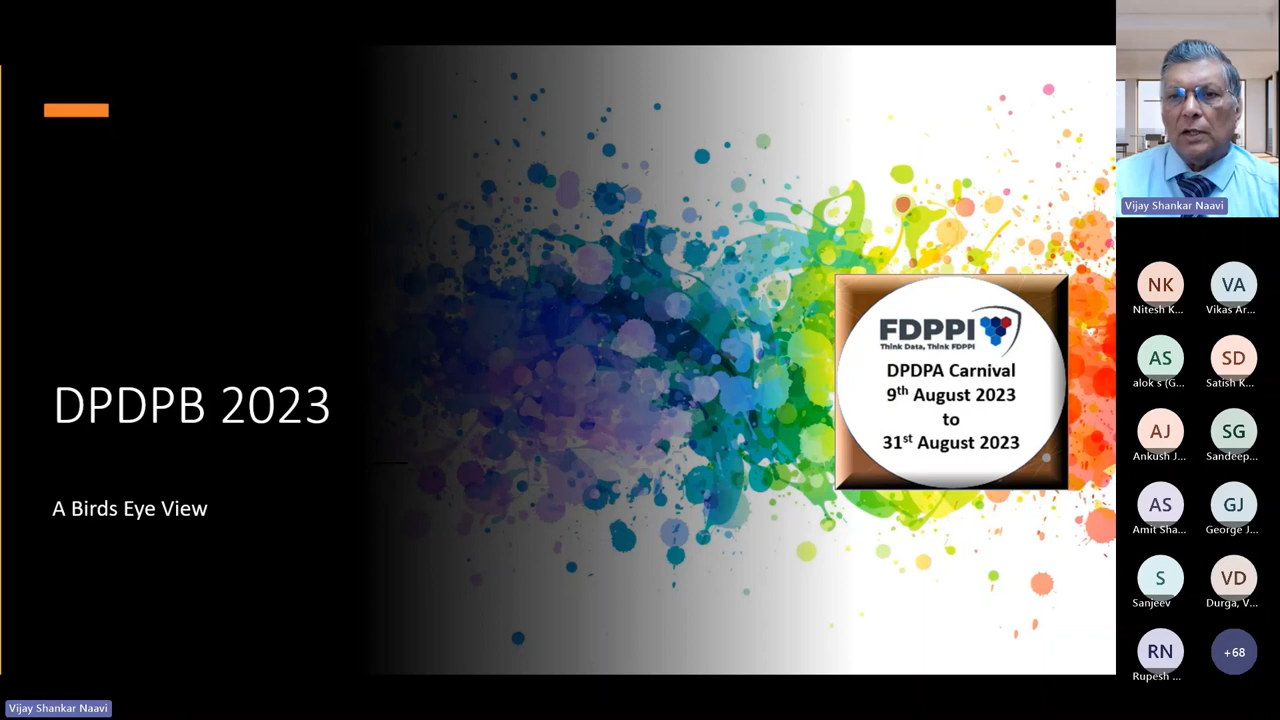 DPDPB 2023
A Birds Eye View
FDPPI
Think Data, Think FDPPI
DPDPA Carnival
9th August 2023
to
31st August 2023
Vijay Shankar Naavi
NK
Nitesh K...
VA
Vikas Ar...
AS
alok s (G...
SD
Satish K...
AJ
Ankush J...
SG
Sandeep...
AS
Amit Sha...
GJ
George J...
S
Sanjeev
VD
Durga, V...
RN
Rupesh ...
+68
Vijay Shankar Naavi